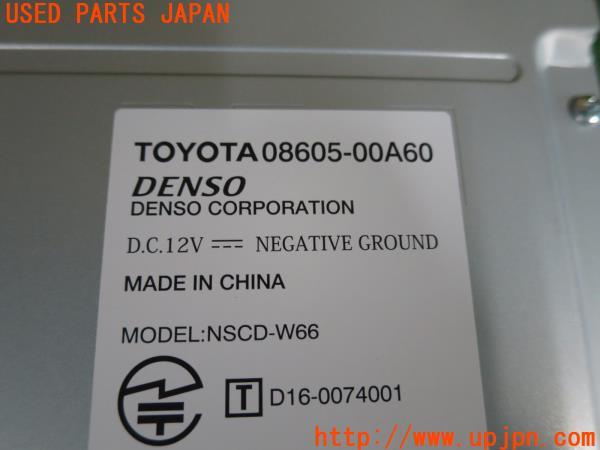 USED PARTS JAPAN
TOYOTA 08605-00A60
DENSO
DENSO CORPORATION
D.C.12V NEGATIVE GROUND
MADE IN CHINA
MODEL:NSCD-W66
T D16-0074001
http://www.upjpn.com